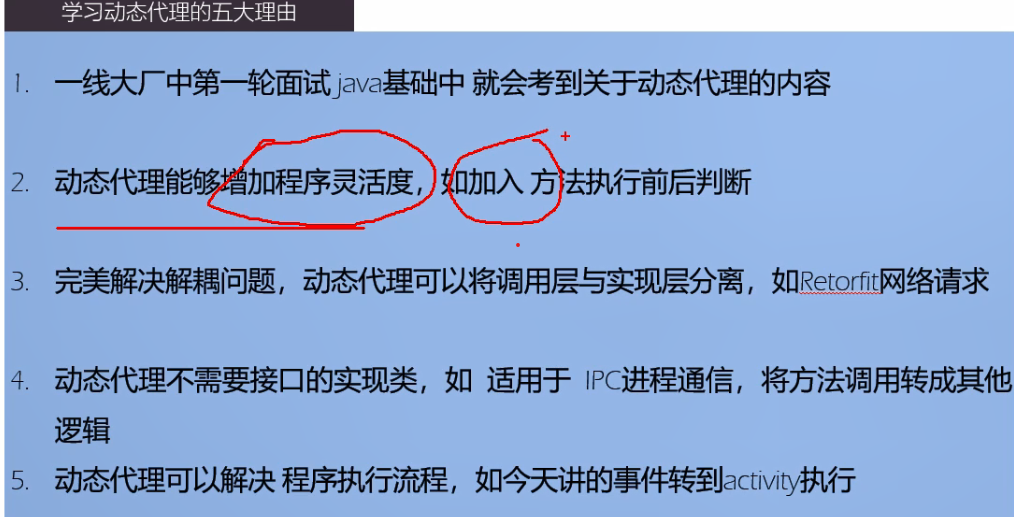 学习动态代理的五大理由
1. 一线大厂中第一轮面试 java基础中 就会考到关于动态代理的内容
2. 动态代理能够增加程序灵活度，如加入 方法执行前后判断
3. 完美解决解耦问题，动态代理可以将调用层与实现层分离，如Retorfit网络请求
4. 动态代理不需要接口的实现类，如 适用于 IPC进程通信，将方法调用转成其他
逻辑
5. 动态代理可以解决 程序执行流程，如今天讲的事件转到activity执行